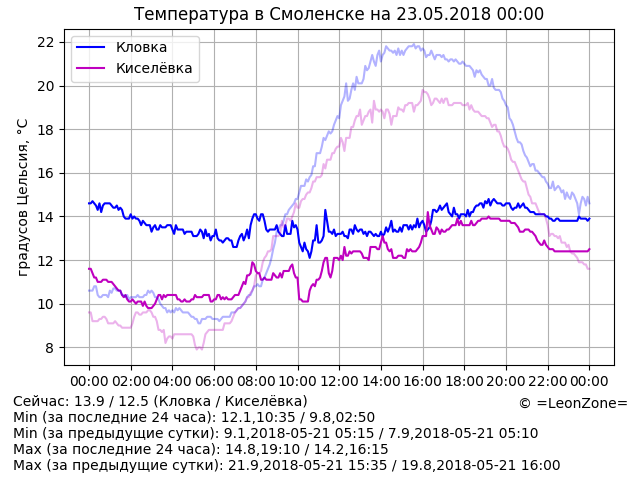 Температура в Смоленске на 23.05.2018 00:00
Кловка
Киселёвка
градусов Цельсия, °C
22
20
18
16
14
12
10
8
00:00 02:00 04:00 06:00 08:00 10:00 12:00 14:00 16:00 18:00 20:00 22:00 00:00
Сейчас: 13.9 / 12.5 (Кловка / Киселёвка)
© =LeonZone=
Min (за последние 24 часа): 12.1,10:35 / 9.8,02:50
Min (за предыдущие сутки): 9.1,2018-05-21 05:15 / 7.9,2018-05-21 05:10
Max (за последние 24 часа): 14.8,19:10 / 14.2,16:15
Max (за предыдущие сутки): 21.9,2018-05-21 15:35 / 19.8,2018-05-21 16:00